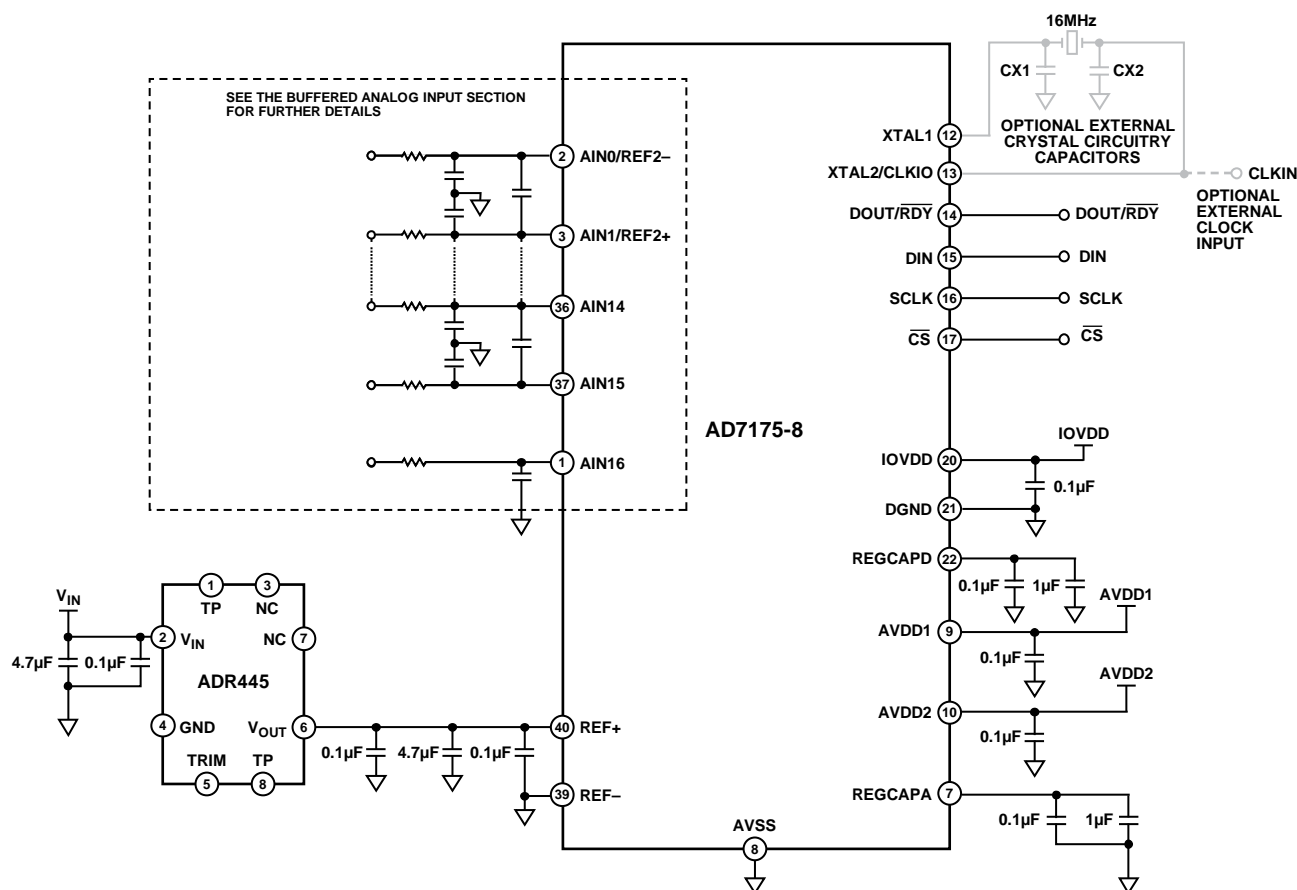 16MHz
CX1
CX2
SEE THE BUFFERED ANALOG INPUT SECTION
FOR FURTHER DETAILS
OPTIONAL EXTERNAL
CRYSTAL CIRCUITRY
CAPACITORS
XTAL1
12
2
AIN0/REF2–
XTAL2/CLKIO
13
CLKIN
OPTIONAL
EXTERNAL
CLOCK
INPUT
DOUT/RDY
14
DOUT/RDY
3
AIN1/REF2+
DIN
15
DIN
SCLK
16
SCLK
36
AIN14
CS
17
CS
37
AIN15
AD7175-8
IOVDD
1
AIN16
IOVDD
20
0.1µF
DGND
21
REGCAPD
22
0.1µF
1µF
AVDD1
AVDD1
9
0.1µF
AVDD2
AVDD2
10
0.1µF
REGCAPA
7
0.1µF
1µF
1
3
TP
NC
VIN
2
VIN
NC
7
4.7µF
0.1µF
ADR445
4
GND
VOUT
6
TRIM
TP
5
8
0.1µF
4.7µF
0.1µF
40
REF+
39
REF–
AVSS
8